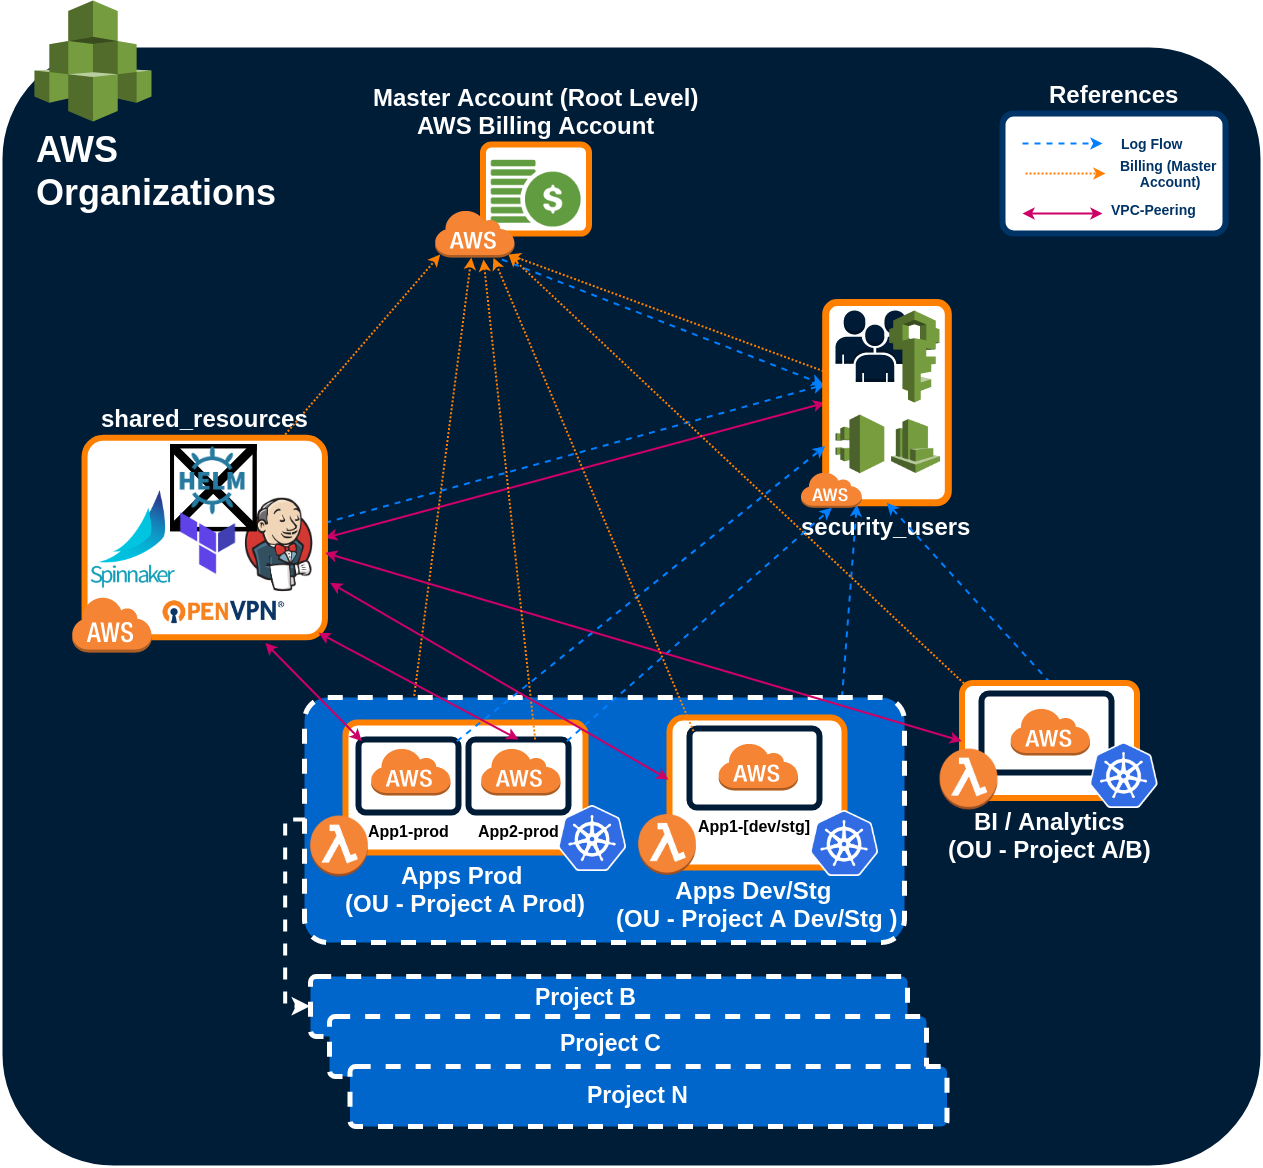 AWS
Organizations
Master Account (Root Level)
AWS Billing Account
References
Log Flow
Billing (Master
Account)
VPC-Peering
AWS
shared_resources
HELM
Spinnaker
OPENVPN®
AWS
AWS
security_users
AWS
AWS
App1-prod
App2-prod
Apps Prod
(OU - Project A Prod)
AWS
App1-[dev/stg]
Apps Dev/Stg
(OU - Project A Dev/Stg )
AWS
BI / Analytics
(OU - Project A/B)
Project B
Project C
Project N